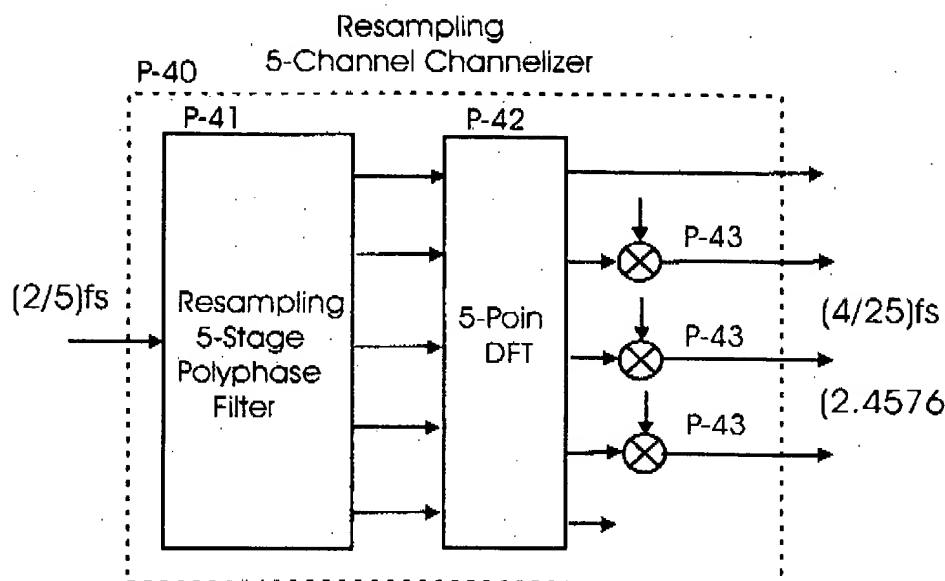 Resampling
5-Channel Channelizer
P-40
P-41
P-42
P-43
(2/5)fs
Resampling
5-Stage
Polyphase
Filter
5-Poin
DFT
P-43
(4/25)fs
P-43
(2.4576